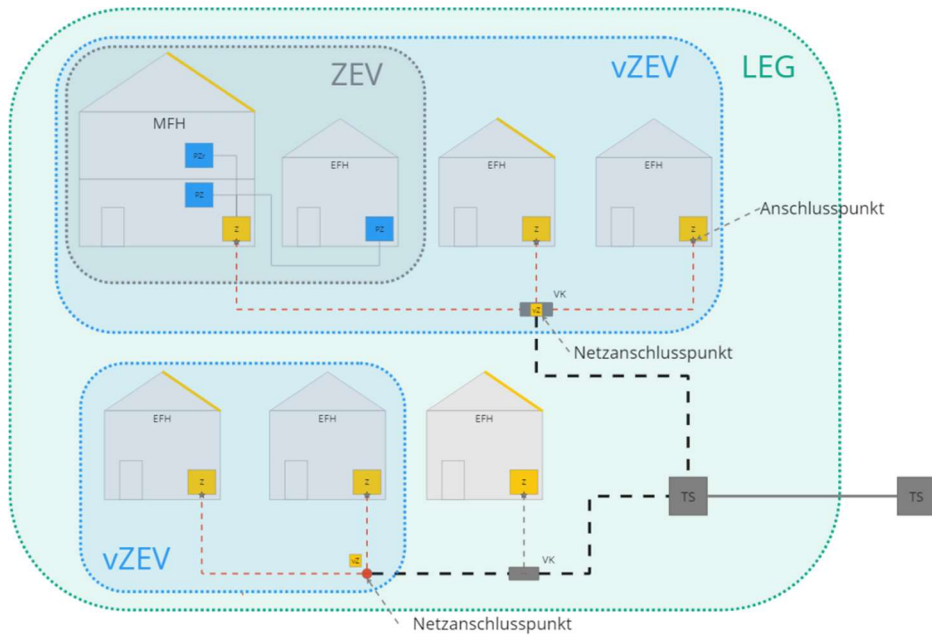 ZEV
vZEV
LEG
MFH
PZr
PZ
Z
EFH
PZ
EFH
Z
EFH
Z
Anschlusspunkt
VK
vZ
Netzanschlusspunkt
EFH
Z
EFH
Z
EFH
Z
TS
TS
vZEV
vZ
VK
Netzanschlusspunkt